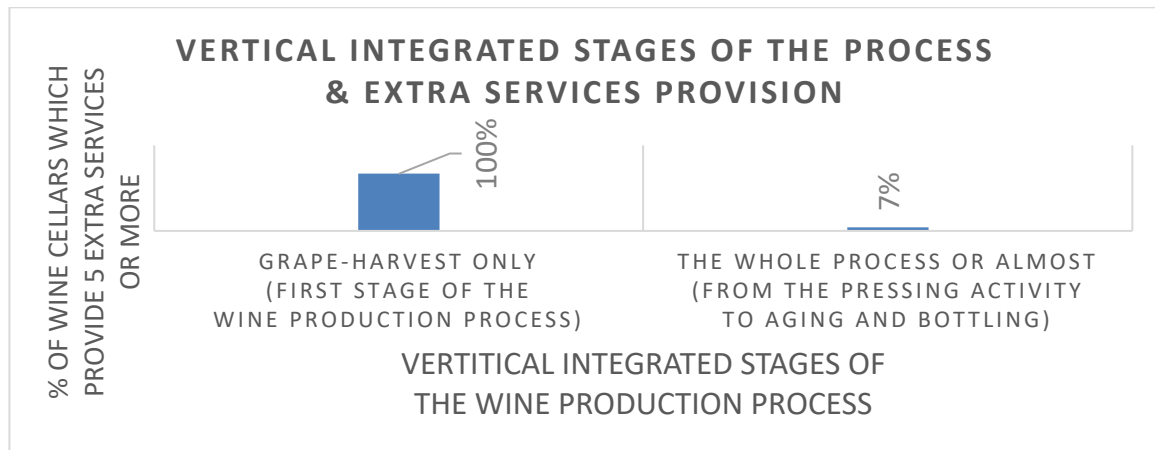 VERTICAL INTEGRATED STAGES OF THE PROCESS
& EXTRA SERVICES PROVISION
% OF WINE CELLARS WHICH
PROVIDE 5 EXTRA SERVICES
OR MORE
100%
7%
GRAPE-HARVEST ONLY
(FIRST STAGE OF THE
WINE PRODUCTION PROCESS)
THE WHOLE PROCESS OR ALMOST
(FROM THE PRESSING ACTIVITY
TO AGING AND BOTTLING)
VERTITICAL INTEGRATED STAGES OF
THE WINE PRODUCTION PROCESS